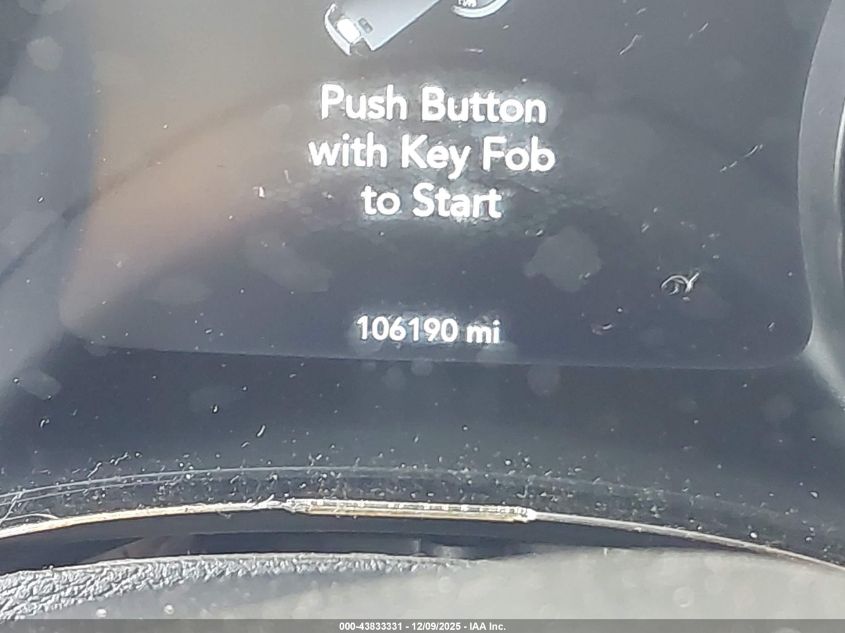 Push Button
with Key Fob
to Start
106190 mi
000-43833331 - 12/09/2025 - IAA Inc.